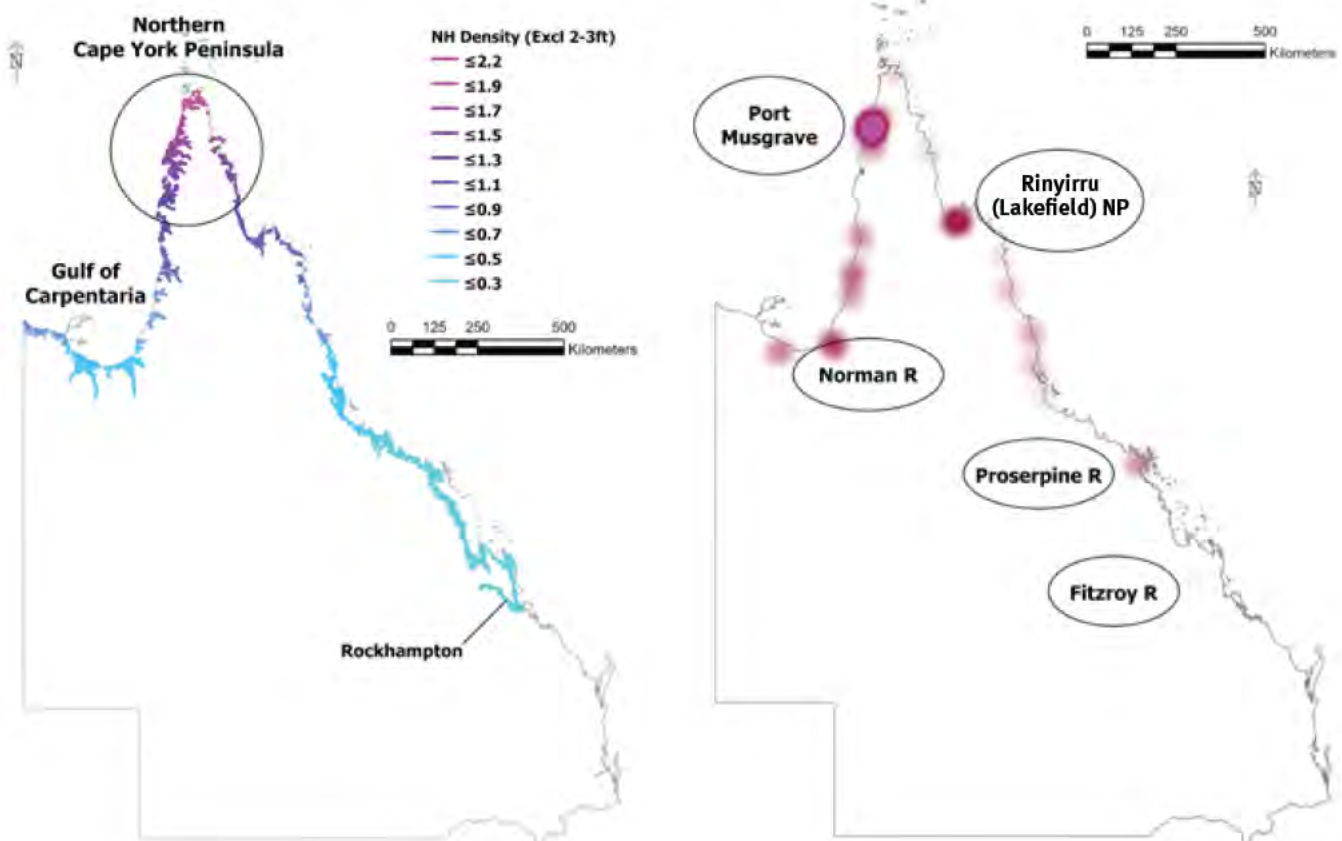 Northern
Cape York Peninsula
NH Density (Excl 2-3ft)
≤2.2
≤1.9
≤1.7
≤1.5
≤1.3
≤1.1
≤0.9
≤0.7
≤0.5
≤0.3
Gulf of
Carpentaria
0 125 250 500
Kilometers
Rockhampton
0 125 250 500
Kilometers
Port
Musgrave
Rinyirru
(Lakefield) NP
Norman R
Proserpine R
Fitzroy R